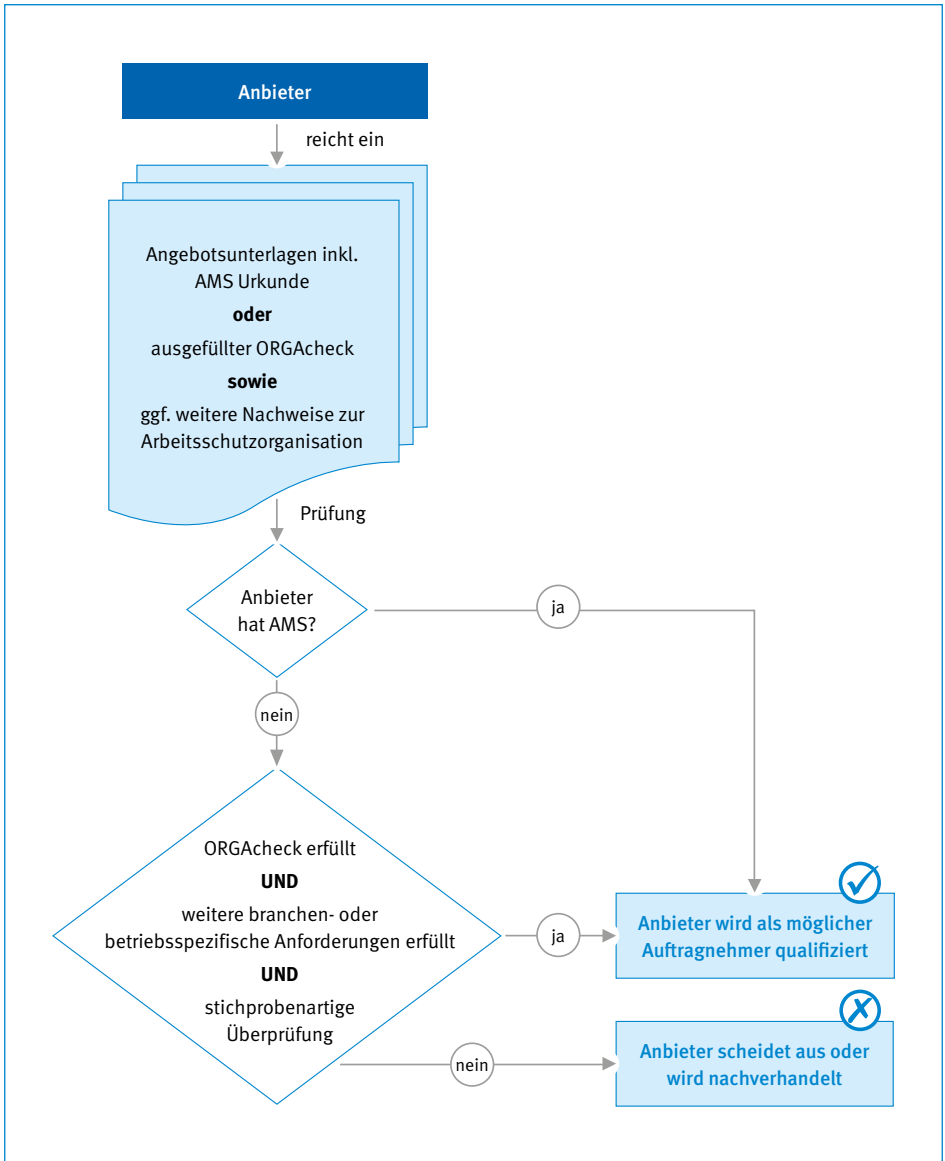 Anbieter
reicht ein
Angebotsunterlagen inkl.
AMS Urkunde
oder
ausgefüllter ORGAcheck
sowie
ggf. weitere Nachweise zur
Arbeitsschutzorganisation
Prüfung
Anbieter
hat AMS?
ja
nein
ORGAcheck erfüllt
UND
weitere branchen- oder
betriebsspezifische Anforderungen erfüllt
UND
stichprobenartige
Überprüfung
ja
Anbieter wird als möglicher
Auftragnehmer qualifiziert
nein
Anbieter scheidet aus oder
wird nachverhandelt